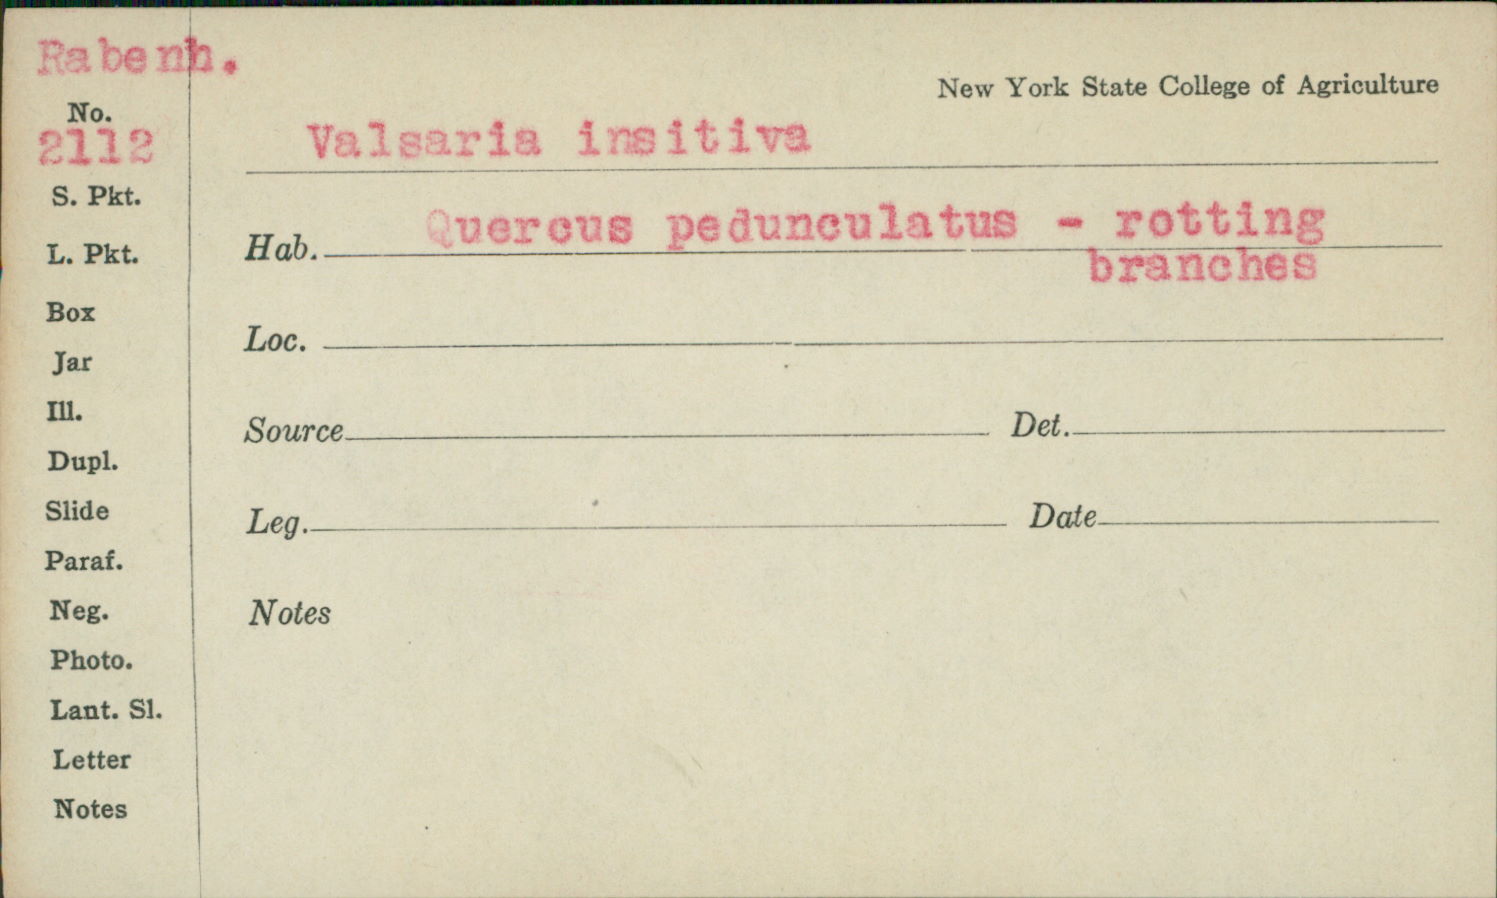 Rabenh.
New York State College of Agriculture
No.
2112
Valsaria insitiva
S. Pkt.
Hab. Quercus pedunculatus - rotting
branches
L. Pkt.
Box
Loc.
Jar
Ill.
Source Det.
Dupl.
Slide
Leg. Date
Paraf.
Neg.
Notes
Photo.
Lant. Sl.
Letter
Notes